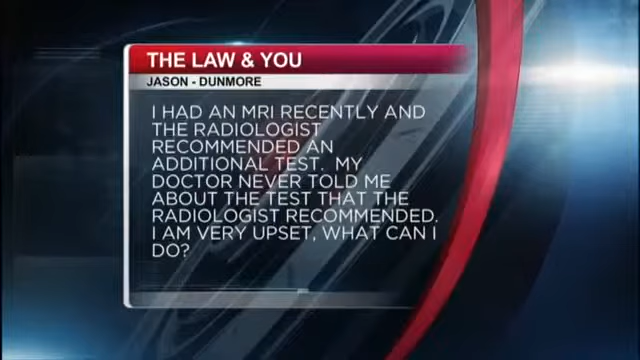 THE LAW & YOU
JASON - DUNMORE
I HAD AN MRI RECENTLY AND
THE RADIOLOGIST
RECOMMENDED AN
ADDITIONAL TEST. MY
DOCTOR NEVER TOLD ME
ABOUT THE TEST THAT THE
RADIOLOGIST RECOMMENDED.
I AM VERY UPSET, WHAT CAN I
DO?